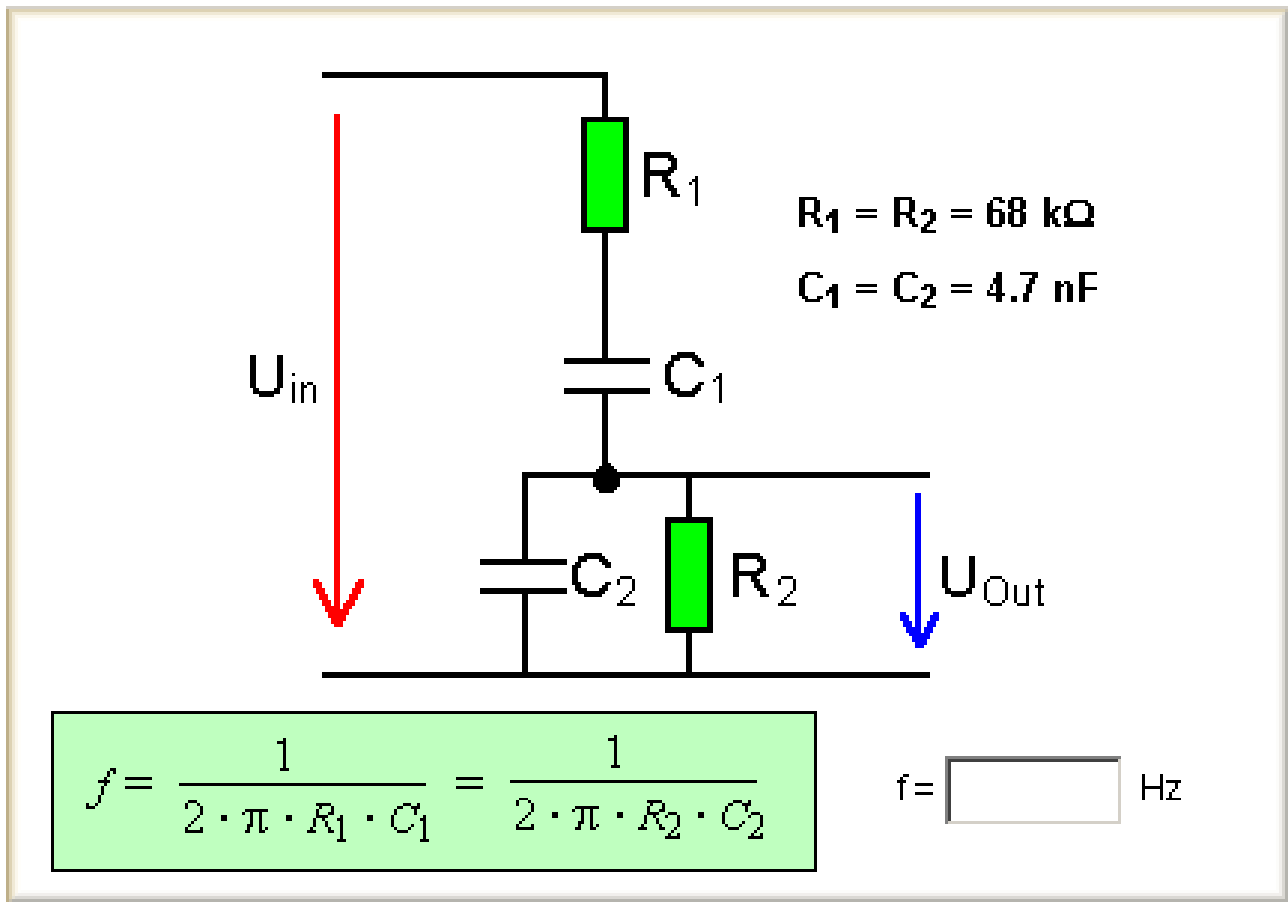 R₁
R₁ = R₂ = 68 kΩ
C₁ = C₂ = 4.7 nF
Uin
C₁
C₂
R₂
UOut
f = 1 / (2 · π · R₁ · C₁) = 1 / (2 · π · R₂ · C₂)
f = Hz